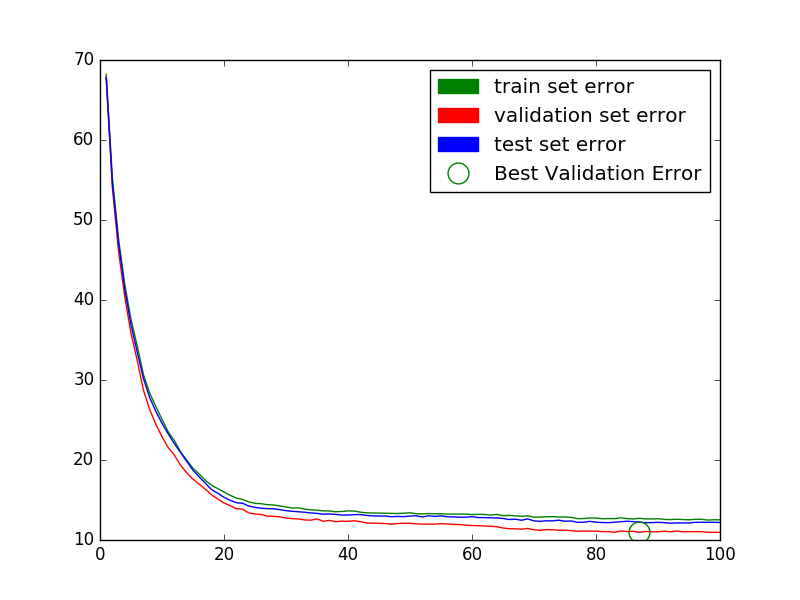 70
60
50
40
30
20
10
0 20 40 60 80 100
train set error
validation set error
test set error
Best Validation Error